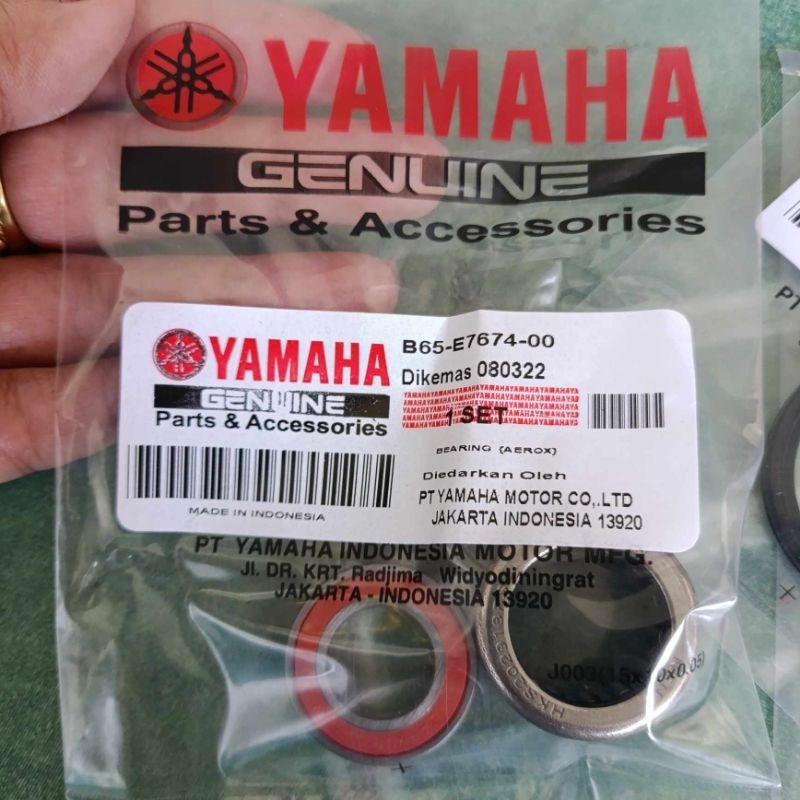 YAMAHA
GENUINE
Parts & Accessories
YAMAHA
GENUINE
Parts & Accessories
MADE IN INDONESIA
B65-E7674-00
Dikemas 080322
1 SET
BEARING (AEROX)
Diedarkan Oleh
PT YAMAHA MOTOR CO,.LTD
JAKARTA INDONESIA 13920
PT YAMAHA INDONESIA MOTOR MFG.
Jl. DR. KRT. Radjima Widyodiningrat
JAKARTA - INDONESIA 13920
PT